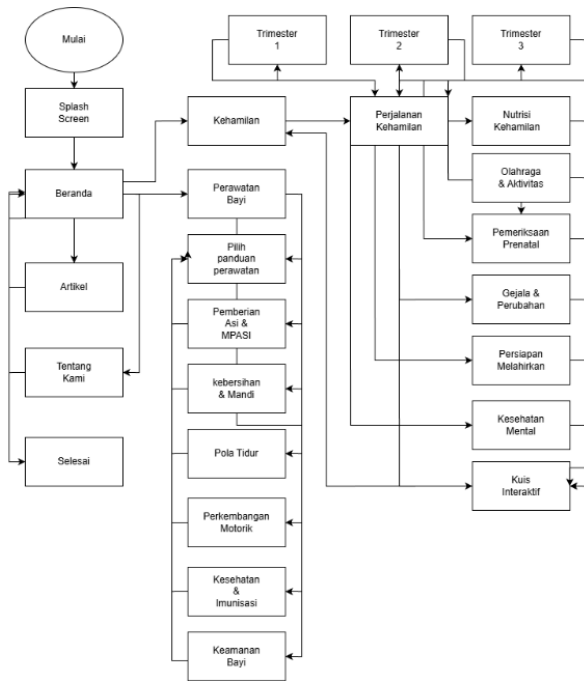 Mulai
Trimester
1
Trimester
2
Trimester
3
Splash
Screen
Kehamilan
Perjalanan
Kehamilan
Nutrisi
Kehamilan
Beranda
Perawatan
Bayi
Olahraga
& Aktivitas
Pilih
panduan
perawatan
Pemeriksaan
Prenatal
Artikel
Pemberian
Asi &
MPASI
Gejala &
Perubahan
Tentang
Kami
kebersihan
& Mandi
Persiapan
Melahirkan
Selesai
Pola Tidur
Kesehatan
Mental
Kuis
Interaktif
Perkembangan
Motorik
Kesehatan
&
Imunisasi
Keamanan
Bayi